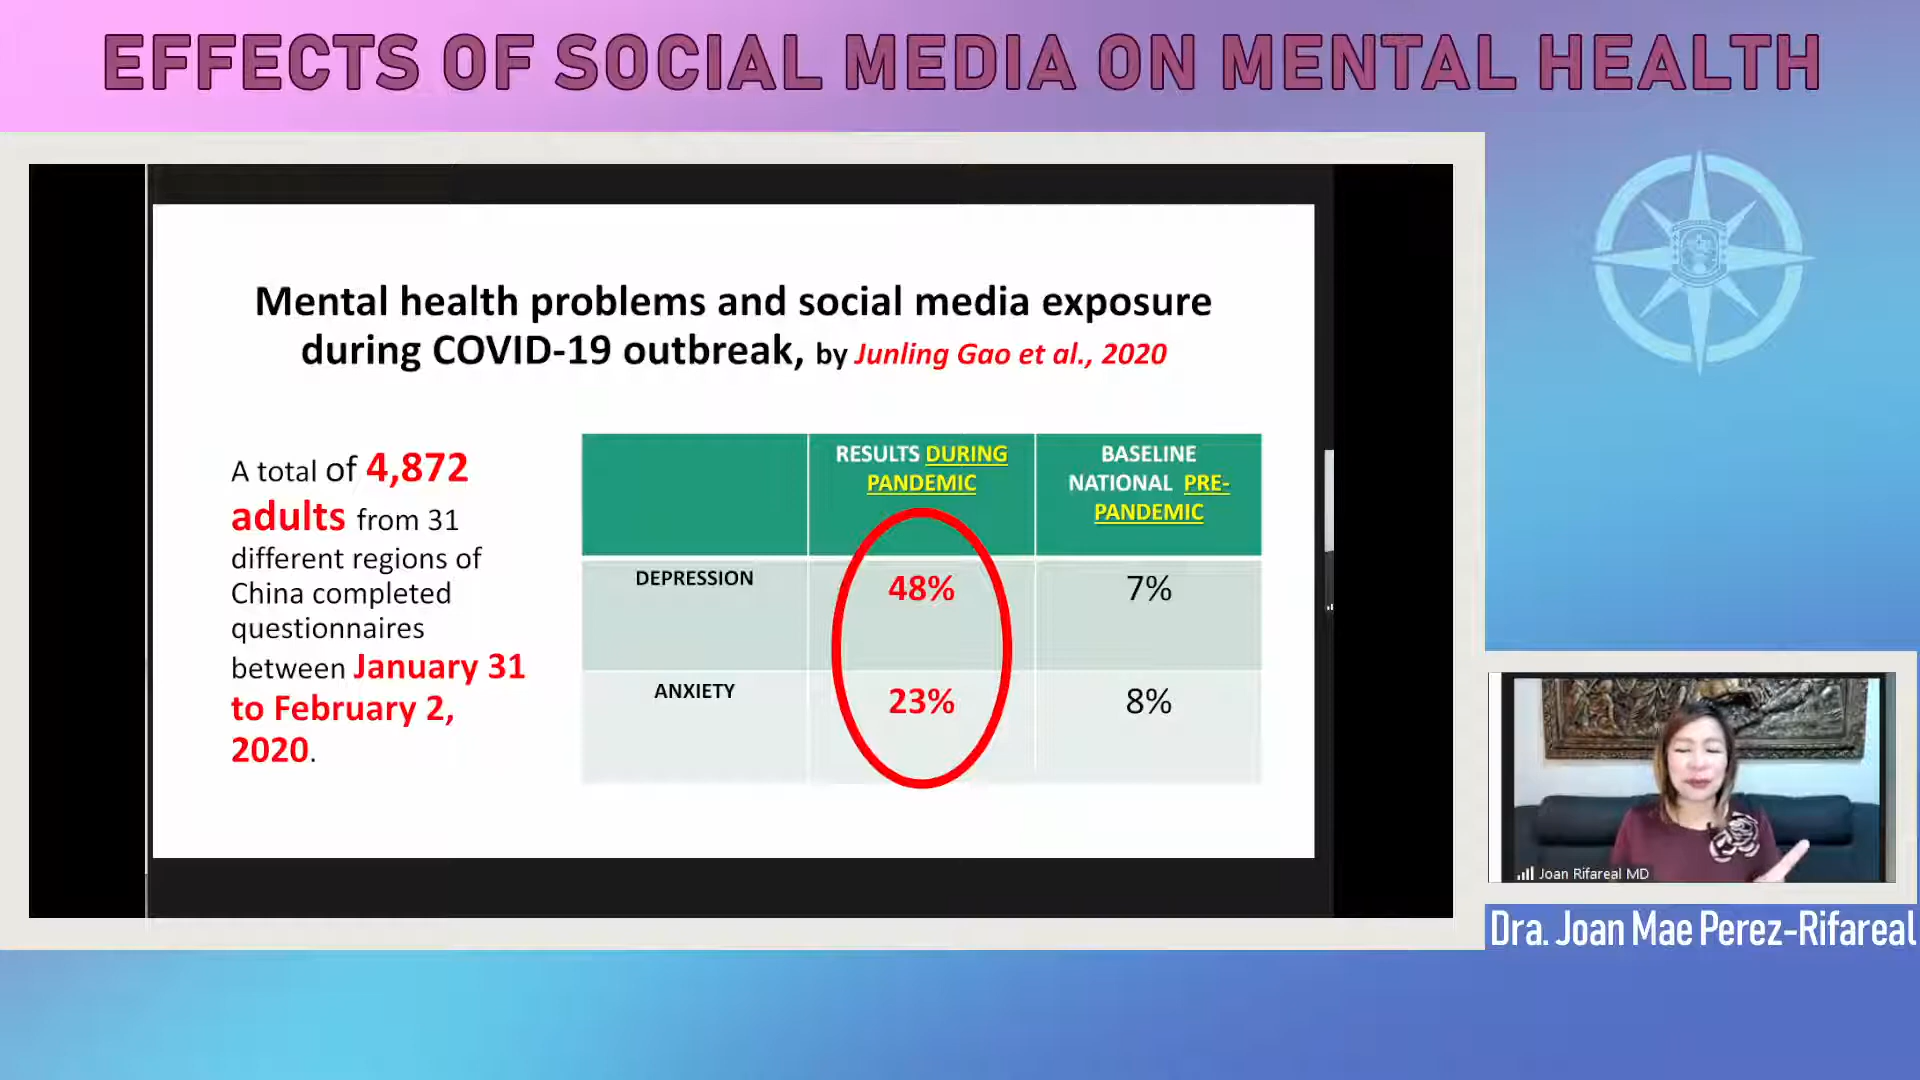 EFFECTS OF SOCIAL MEDIA ON MENTAL HEALTH
Mental health problems and social media exposure
during COVID-19 outbreak, by Junling Gao et al., 2020
A total of 4,872
adults from 31
different regions of
China completed
questionnaires
between January 31
to February 2,
2020.
RESULTS DURING
PANDEMIC
BASELINE
NATIONAL PRE-
PANDEMIC
DEPRESSION
48%
7%
ANXIETY
23%
8%
Joan Rifareal MD
Dra. Joan Mae Perez-Rifareal